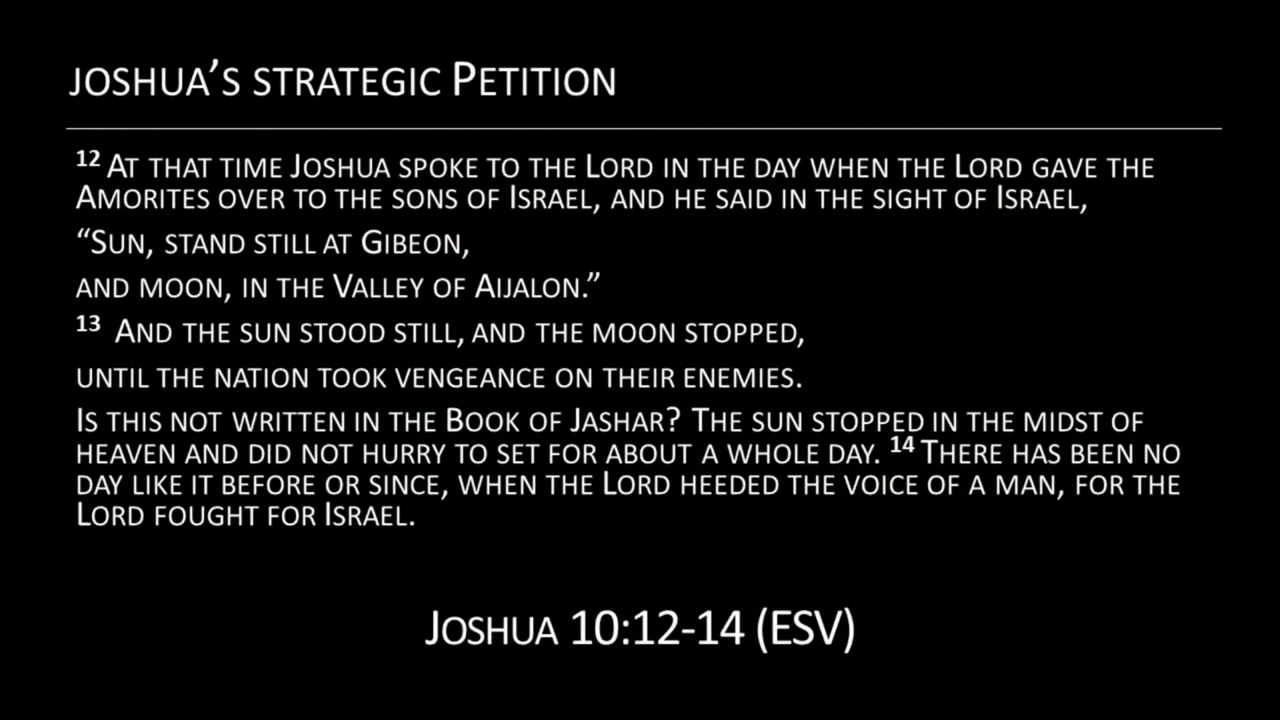 JOSHUA'S STRATEGIC PETITION
12 AT THAT TIME JOSHUA SPOKE TO THE LORD IN THE DAY WHEN THE LORD GAVE THE
AMORITES OVER TO THE SONS OF ISRAEL, AND HE SAID IN THE SIGHT OF ISRAEL,
“SUN, STAND STILL AT GIBEON,
AND MOON, IN THE VALLEY OF AIJALON.”
13 AND THE SUN STOOD STILL, AND THE MOON STOPPED,
UNTIL THE NATION TOOK VENGEANCE ON THEIR ENEMIES.
IS THIS NOT WRITTEN IN THE BOOK OF JASHAR? THE SUN STOPPED IN THE MIDST OF
HEAVEN AND DID NOT HURRY TO SET FOR ABOUT A WHOLE DAY. 14 THERE HAS BEEN NO
DAY LIKE IT BEFORE OR SINCE, WHEN THE LORD HEEDED THE VOICE OF A MAN, FOR THE
LORD FOUGHT FOR ISRAEL.
JOSHUA 10:12-14 (ESV)